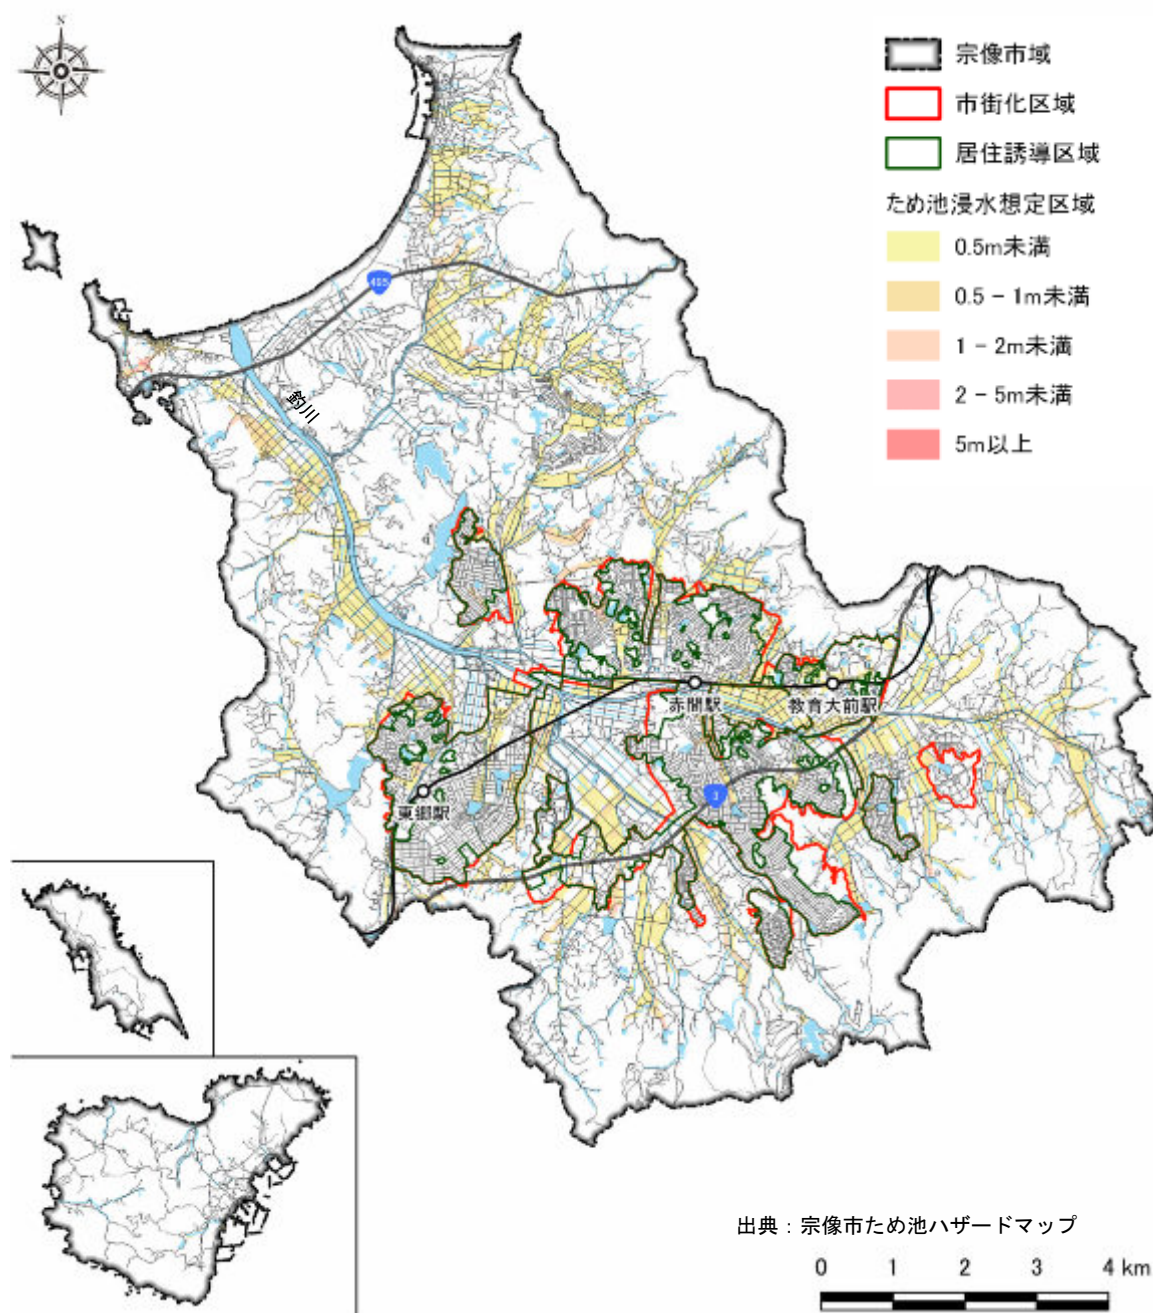 N
宗像市域
市街化区域
居住誘導区域
ため池浸水想定区域
0.5m未満
0.5 - 1m未満
1 - 2m未満
2 - 5m未満
5m以上
495
釣川
赤間駅
教育大前駅
3
東郷駅
出典：宗像市ため池ハザードマップ
0 1 2 3 4 km